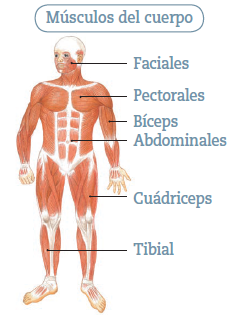 Músculos del cuerpo
Faciales
Pectorales
Bíceps
Abdominales
Cuádriceps
Tibial